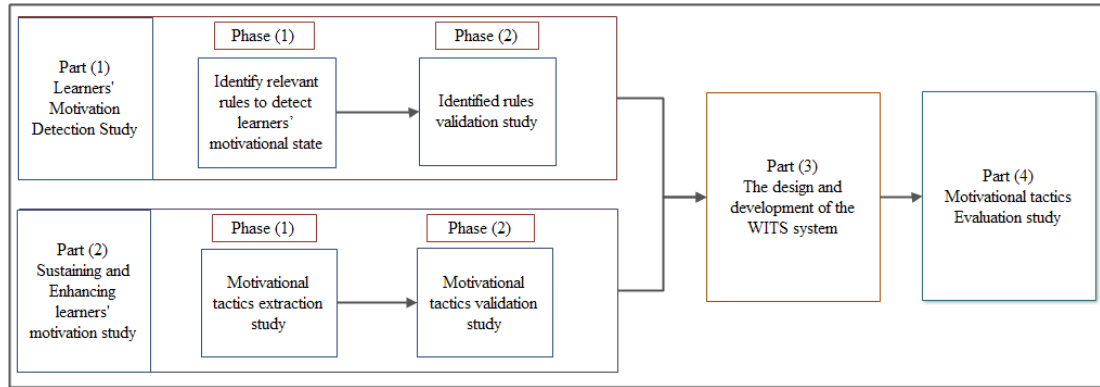 Part (1)
Learners'
Motivation
Detection Study
Phase (1)
Identify relevant
rules to detect
learners’
motivational state
Phase (2)
Identified rules
validation study
Part (2)
Sustaining and
Enhancing
learners'
motivation study
Phase (1)
Motivational
tactics extraction
study
Phase (2)
Motivational
tactics validation
study
Part (3)
The design and
development of the
WITS system
Part (4)
Motivational tactics
Evaluation study